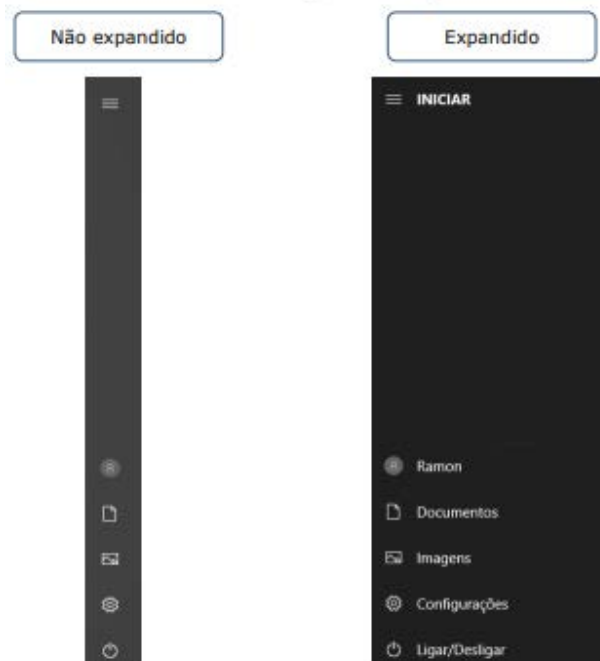 Não expandido
Expandido
INICIAR
Ramon
Documentos
Imagens
Configurações
Ligar/Desligar